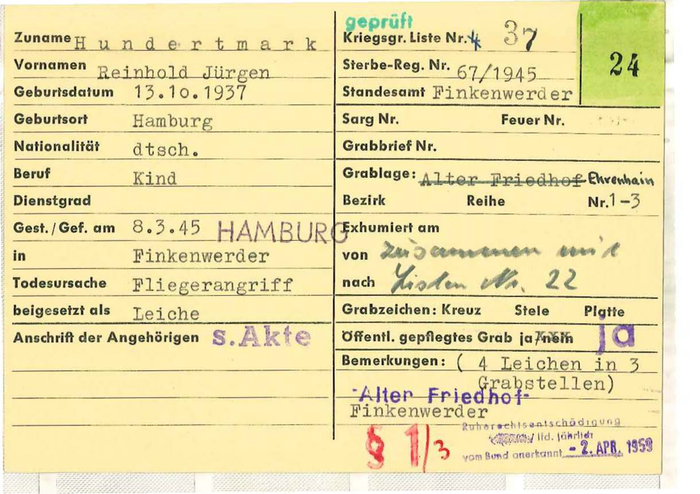 Zuname Hundertmark
Vornamen Reinhold Jürgen
Geburtsdatum 13.10.1937
Geburtsort Hamburg
Nationalität dtsch.
Beruf Kind
Dienstgrad
Gest./Gef. am 8.3.45 HAMBURG
in Finkenwerder
Todesursache Fliegerangriff
beigesetzt als Leiche
Anschrift der Angehörigen s.Akte
geprüft
Kriegsgr. Liste Nr. 4 37
24
Sterbe-Reg. Nr. 67/1945
Standesamt Finkenwerder
Sarg Nr. Feuer Nr.
Grabbrief Nr.
Grablage: Alter Friedhof Ehrenhain
Bezirk Reihe Nr. 1-3
Exhumiert am
von zusammen mit
nach Listen Nr. 22
Grabzeichen: Kreuz Stele Platte
Öffentl. gepflegtes Grab ja/nein ja
Bemerkungen: ( 4 Leichen in 3
Grabstellen)
-Alter Friedhof-
Finkenwerder
Ruherechtsentschädigung
lfd. jährlich
vom Bund anerkannt - 2. APR. 1959
§ 1/3